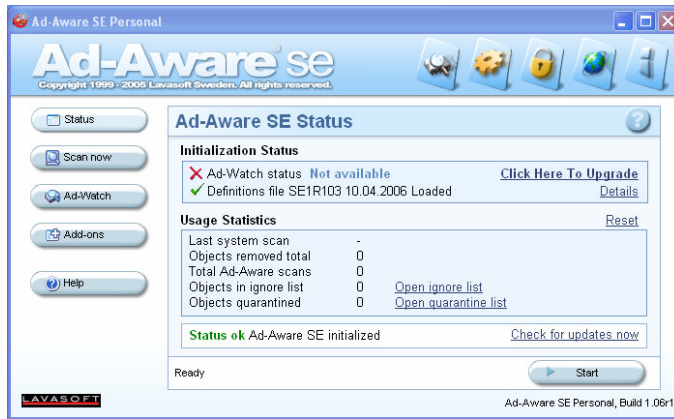 Ad-Aware SE Personal
Ad-Aware® se
Copyright 1999 - 2005 Lavasoft Sweden. All rights reserved.
Status
Scan now
Ad-Watch
Add-ons
Help
Ad-Aware SE Status
?
Initialization Status
Ad-Watch status Not available Click Here To Upgrade
Definitions file SE1R103 10.04.2006 Loaded Details
Usage Statistics Reset
Last system scan -
Objects removed total 0
Total Ad-Aware scans 0
Objects in ignore list 0 Open ignore list
Objects quarantined 0 Open quarantine list
Status ok Ad-Aware SE initialized Check for updates now
Ready Start
LAVASOFT
Ad-Aware SE Personal, Build 1.06r1